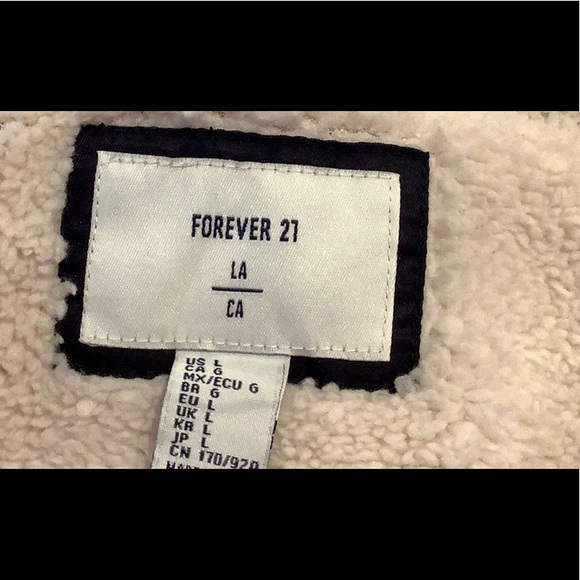 FOREVER 21
LA
CA
US L
CA G
MX/ECU G
BR G
EU L
UK L
KR L
JP L
CN 170/92A